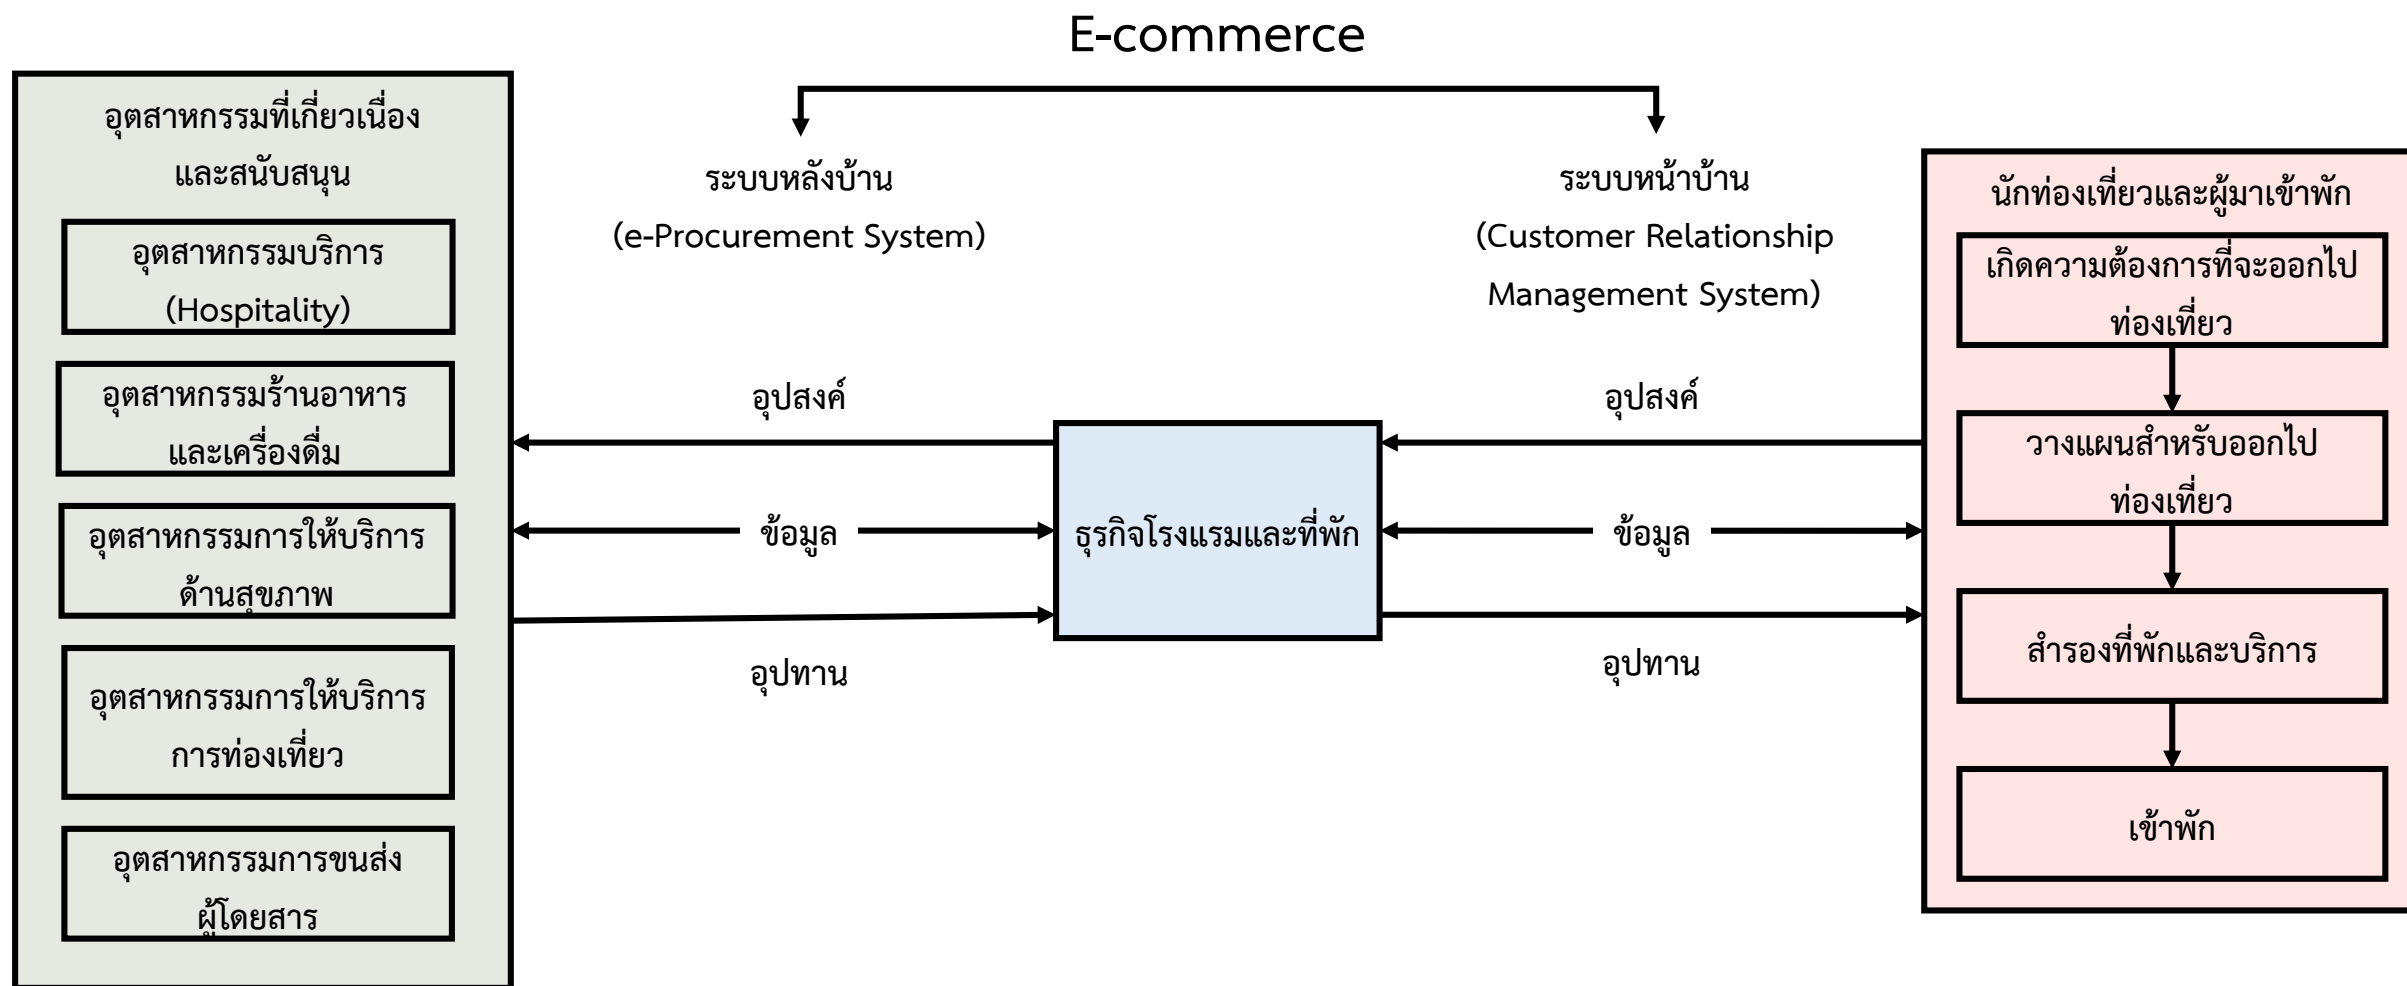 E-commerce
อุตสาหกรรมที่เกี่ยวเนื่อง
และสนับสนุน
อุตสาหกรรมบริการ
(Hospitality)
อุตสาหกรรมร้านอาหาร
และเครื่องดื่ม
อุตสาหกรรมการให้บริการ
ด้านสุขภาพ
อุตสาหกรรมการให้บริการ
การท่องเที่ยว
อุตสาหกรรมการขนส่ง
ผู้โดยสาร
ระบบหลังบ้าน
(e-Procurement System)
อุปสงค์
ข้อมูล
อุปทาน
ธุรกิจโรงแรมและที่พัก
ระบบหน้าบ้าน
(Customer Relationship
Management System)
อุปสงค์
ข้อมูล
อุปทาน
นักท่องเที่ยวและผู้มาเข้าพัก
เกิดความต้องการที่จะออกไป
ท่องเที่ยว
วางแผนสำหรับออกไป
ท่องเที่ยว
สำรองที่พักและบริการ
เข้าพัก